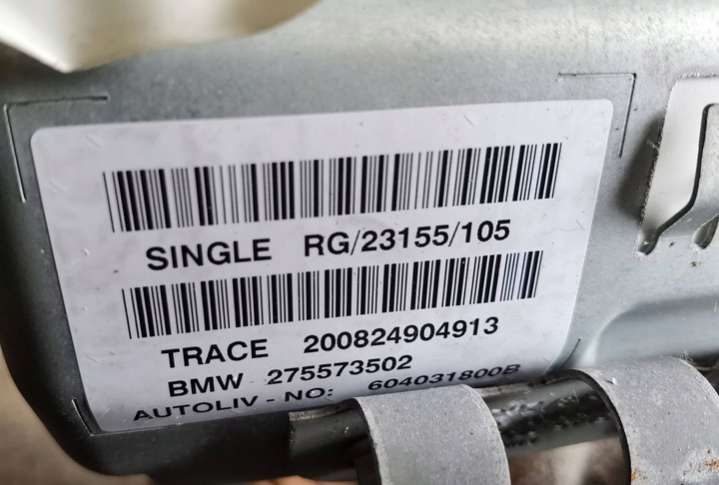 SINGLE RG/23155/105
TRACE 200824904913
BMW 275573502
AUTOLIV - NO: 604031800B